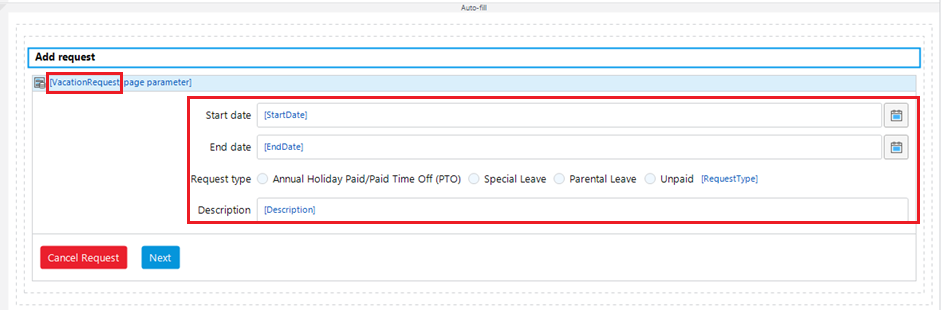 Auto-fill
Add request
[VacationRequest, page parameter]
Start date [StartDate]
End date [EndDate]
Request type Annual Holiday Paid/Paid Time Off (PTO) Special Leave Parental Leave Unpaid [RequestType]
Description [Description]
Cancel Request Next